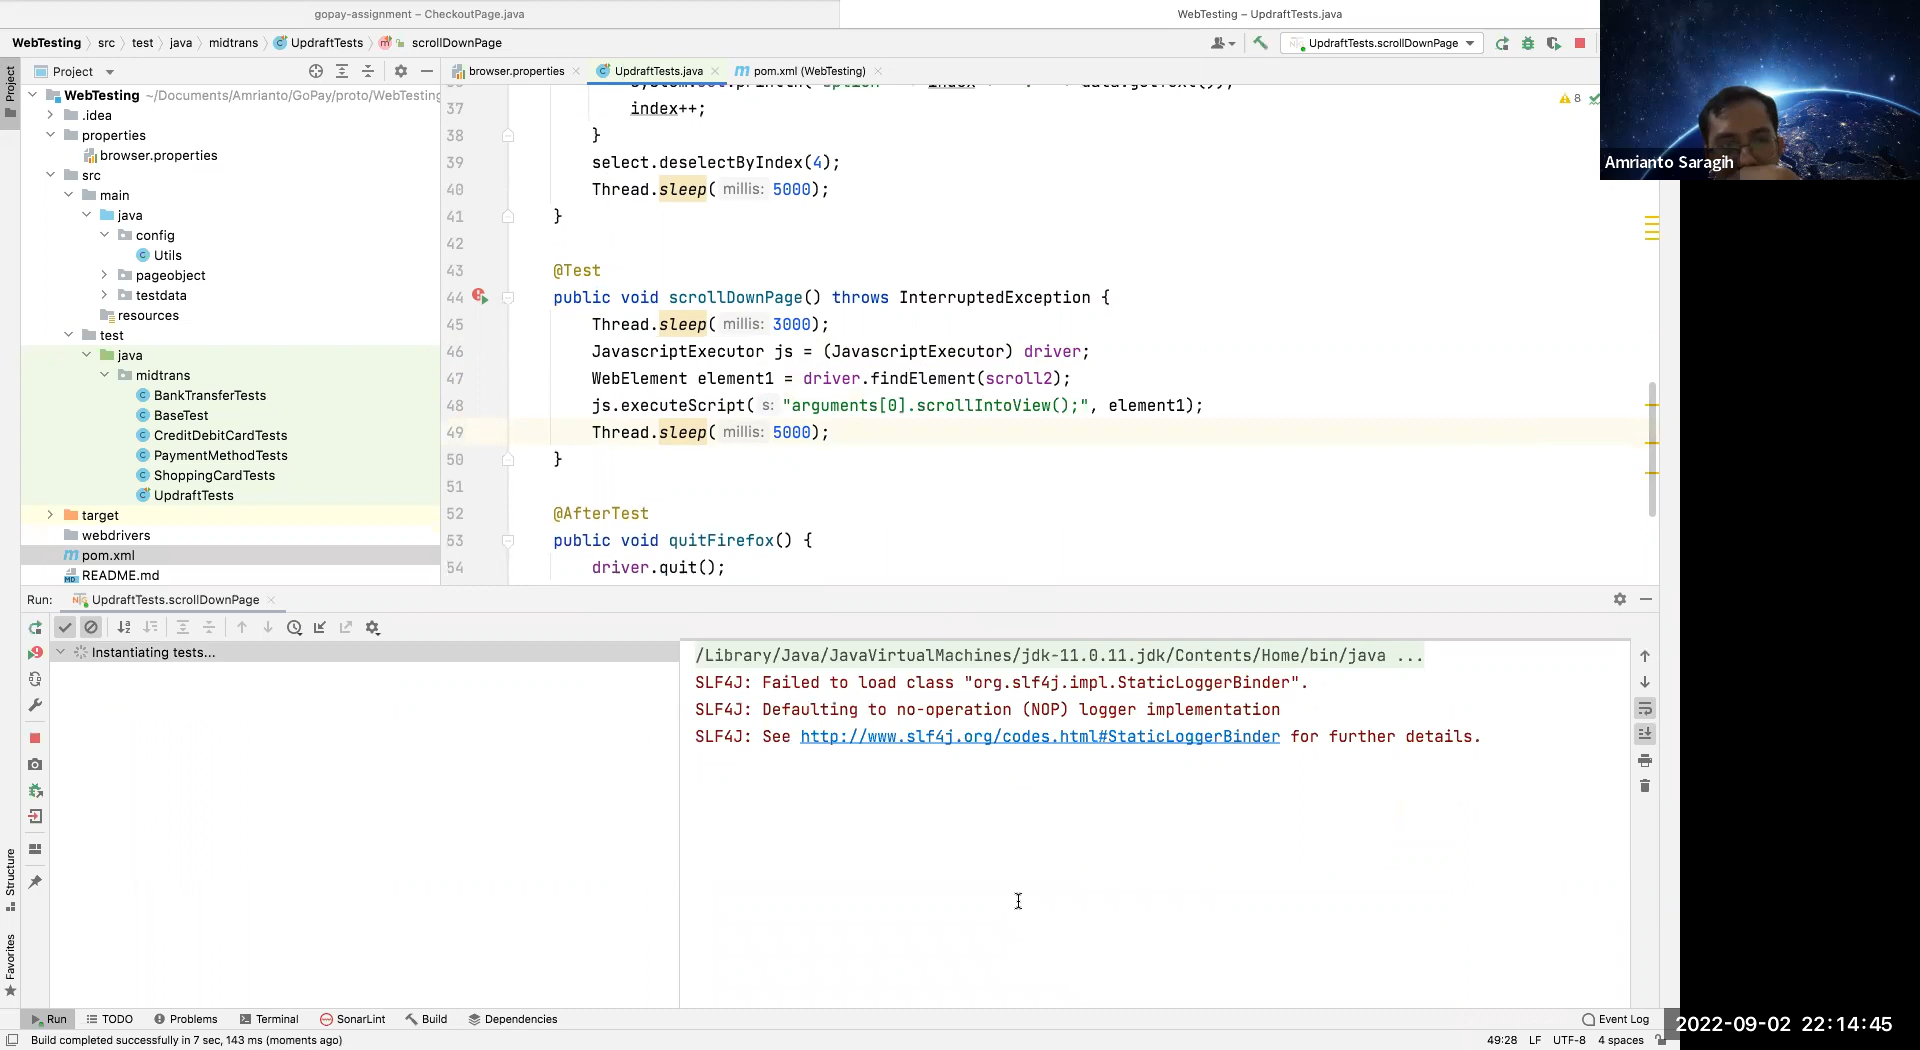 gopay-assignment – CheckoutPage.java
WebTesting – UpdraftTests.java
WebTesting src test java midtrans UpdraftTests m scrollDownPage
UpdraftTests.scrollDownPage
Amrianto Saragih
Project
Project
browser.properties
UpdraftTests.java
pom.xml (WebTesting)
WebTesting ~/Documents/Amrianto/GoPay/proto/WebTesting
.idea
properties
browser.properties
src
main
java
config
Utils
pageobject
testdata
resources
test
java
midtrans
BankTransferTests
BaseTest
CreditDebitCardTests
PaymentMethodTests
ShoppingCardTests
UpdraftTests
target
webdrivers
pom.xml
README.md
8
37 index++;
38 }
39 select.deselectByIndex(4);
40 Thread.sleep( millis: 5000);
41 }
42
43 @Test
44 public void scrollDownPage() throws InterruptedException {
45 Thread.sleep( millis: 3000);
46 JavascriptExecutor js = (JavascriptExecutor) driver;
47 WebElement element1 = driver.findElement(scroll2);
48 js.executeScript( s: "arguments[0].scrollIntoView();", element1);
49 Thread.sleep( millis: 5000);
50 }
51
52 @AfterTest
53 public void quitFirefox() {
54 driver.quit();
Run: UpdraftTests.scrollDownPage
Instantiating tests...
/Library/Java/JavaVirtualMachines/jdk-11.0.11.jdk/Contents/Home/bin/java ...
SLF4J: Failed to load class "org.slf4j.impl.StaticLoggerBinder".
SLF4J: Defaulting to no-operation (NOP) logger implementation
SLF4J: See http://www.slf4j.org/codes.html#StaticLoggerBinder for further details.
Structure
Favorites
Run TODO Problems Terminal SonarLint Build Dependencies
Event Log
Build completed successfully in 7 sec, 143 ms (moments ago)
49:28 LF UTF-8 4 spaces
2022-09-02 22:14:45